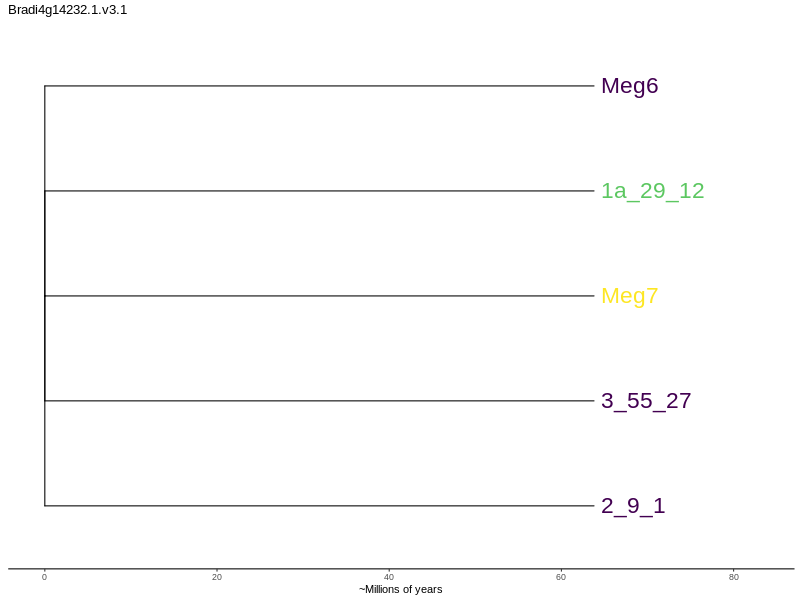 Bradi4g14232.1.v3.1
Meg6
1a_29_12
Meg7
3_55_27
2_9_1
0 20 40 60 80
~Millions of years